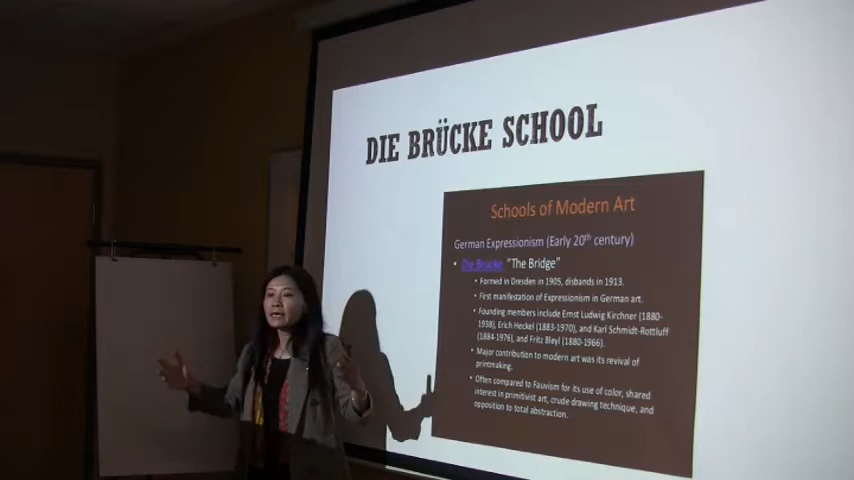 DIE BRÜCKE SCHOOL
Schools of Modern Art
German Expressionism (Early 20th century)
• Die Brücke "The Bridge"
• Formed in Dresden in 1905, disbands in 1913.
• First manifestation of Expressionism in German art.
• Founding members include Ernst Ludwig Kirchner (1880-
1938), Erich Heckel (1883-1970), and Karl Schmidt-Rottluff
(1884-1976), and Fritz Bleyl (1880-1966).
• Major contribution to modern art was its revival of
printmaking.
• Often compared to Fauvism for its use of color, shared
interest in primitivist art, crude drawing technique, and
opposition to total abstraction.